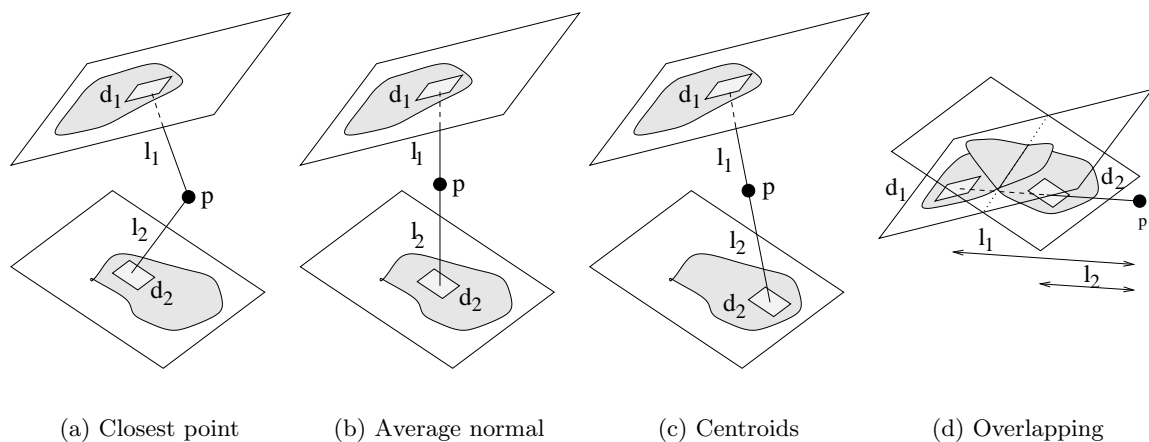 d1
l1
p
l2
d2
(a) Closest point
d1
l1
p
l2
d2
(b) Average normal
d1
l1
p
l2
d2
(c) Centroids
d1
d2
p
l1
l2
(d) Overlapping